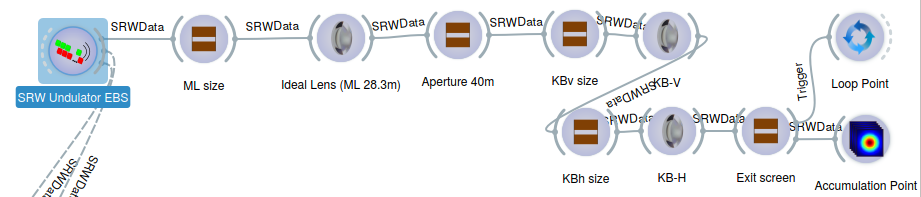 SRWData
SRWData
SRWData
SRWData
SRWData
SRW Undulator EBS
ML size
Ideal Lens (ML 28.3m)
Aperture 40m
KBv size
KB-V
Loop Point
SRWData
Trigger
SRWData
SRWData
SRWData
KBh size
KB-H
Exit screen
Accumulation Point
SRWData
SRWData